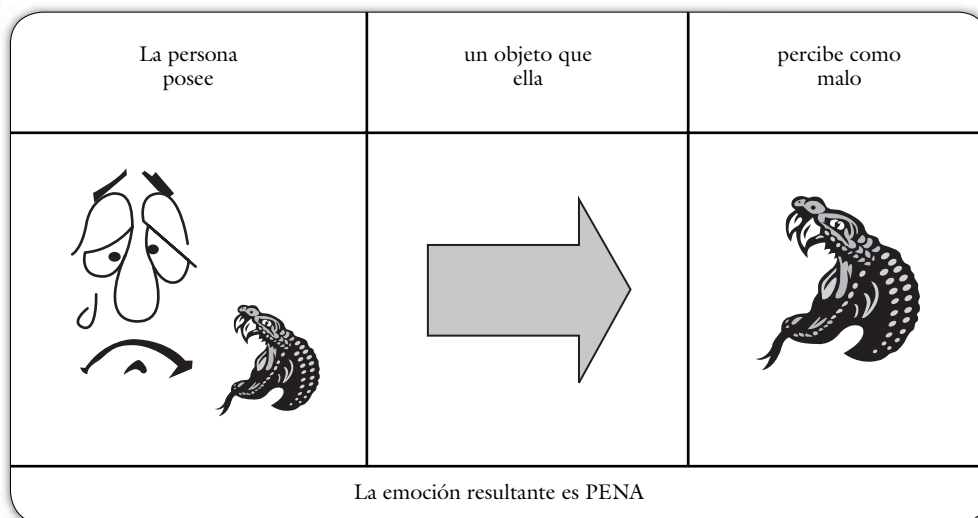 La persona
posee
un objeto que
ella
percibe como
malo
La emoción resultante es PENA